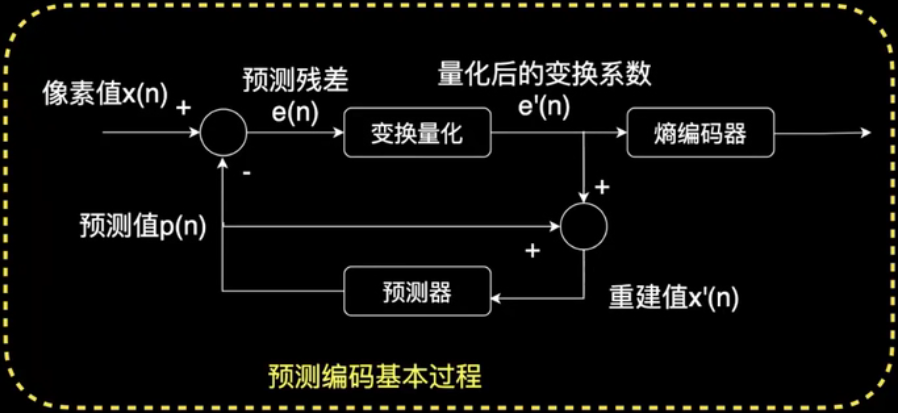 像素值x(n)
+
预测残差
e(n)
变换量化
量化后的变换系数
e'(n)
熵编码器
-
+
预测值p(n)
+
预测器
重建值x'(n)
预测编码基本过程